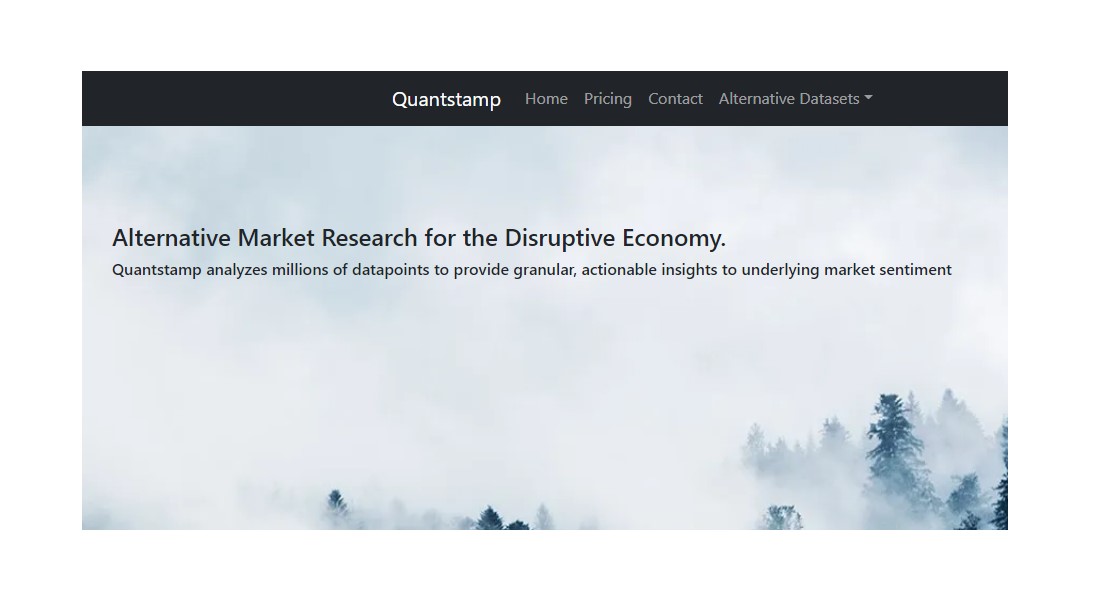 Quantstamp Home Pricing Contact Alternative Datasets
Alternative Market Research for the Disruptive Economy.
Quantstamp analyzes millions of datapoints to provide granular, actionable insights to underlying market sentiment